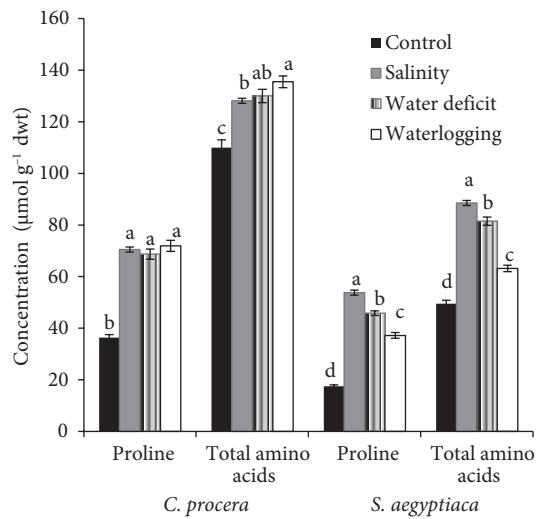 160
140
120
100
80
60
40
20
0
Concentration (μmol g⁻¹ dwt)
Control
Salinity
Water deficit
Waterlogging
b a a a
c b ab a
d a b c
d a b c
Proline Total amino acids Proline Total amino acids
C. procera S. aegyptiaca